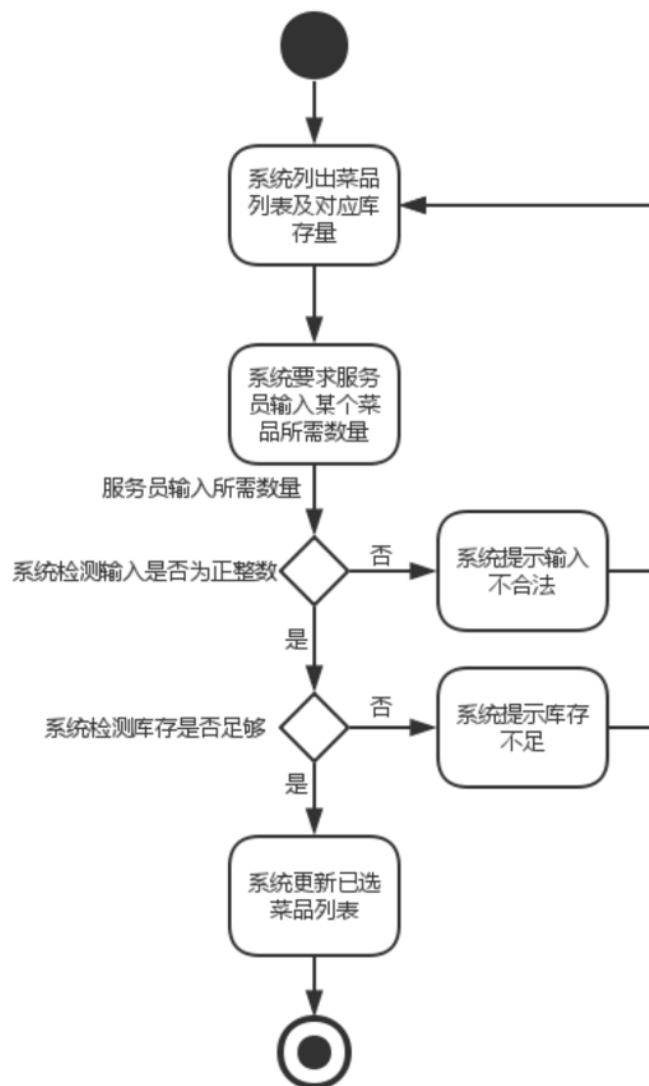 系统列出菜品
列表及对应库
存量
系统要求服务
员输入某个菜
品所需数量
服务员输入所需数量
系统检测输入是否为正整数
否
系统提示输入
不合法
是
系统检测库存是否足够
否
系统提示库存
不足
是
系统更新已选
菜品列表